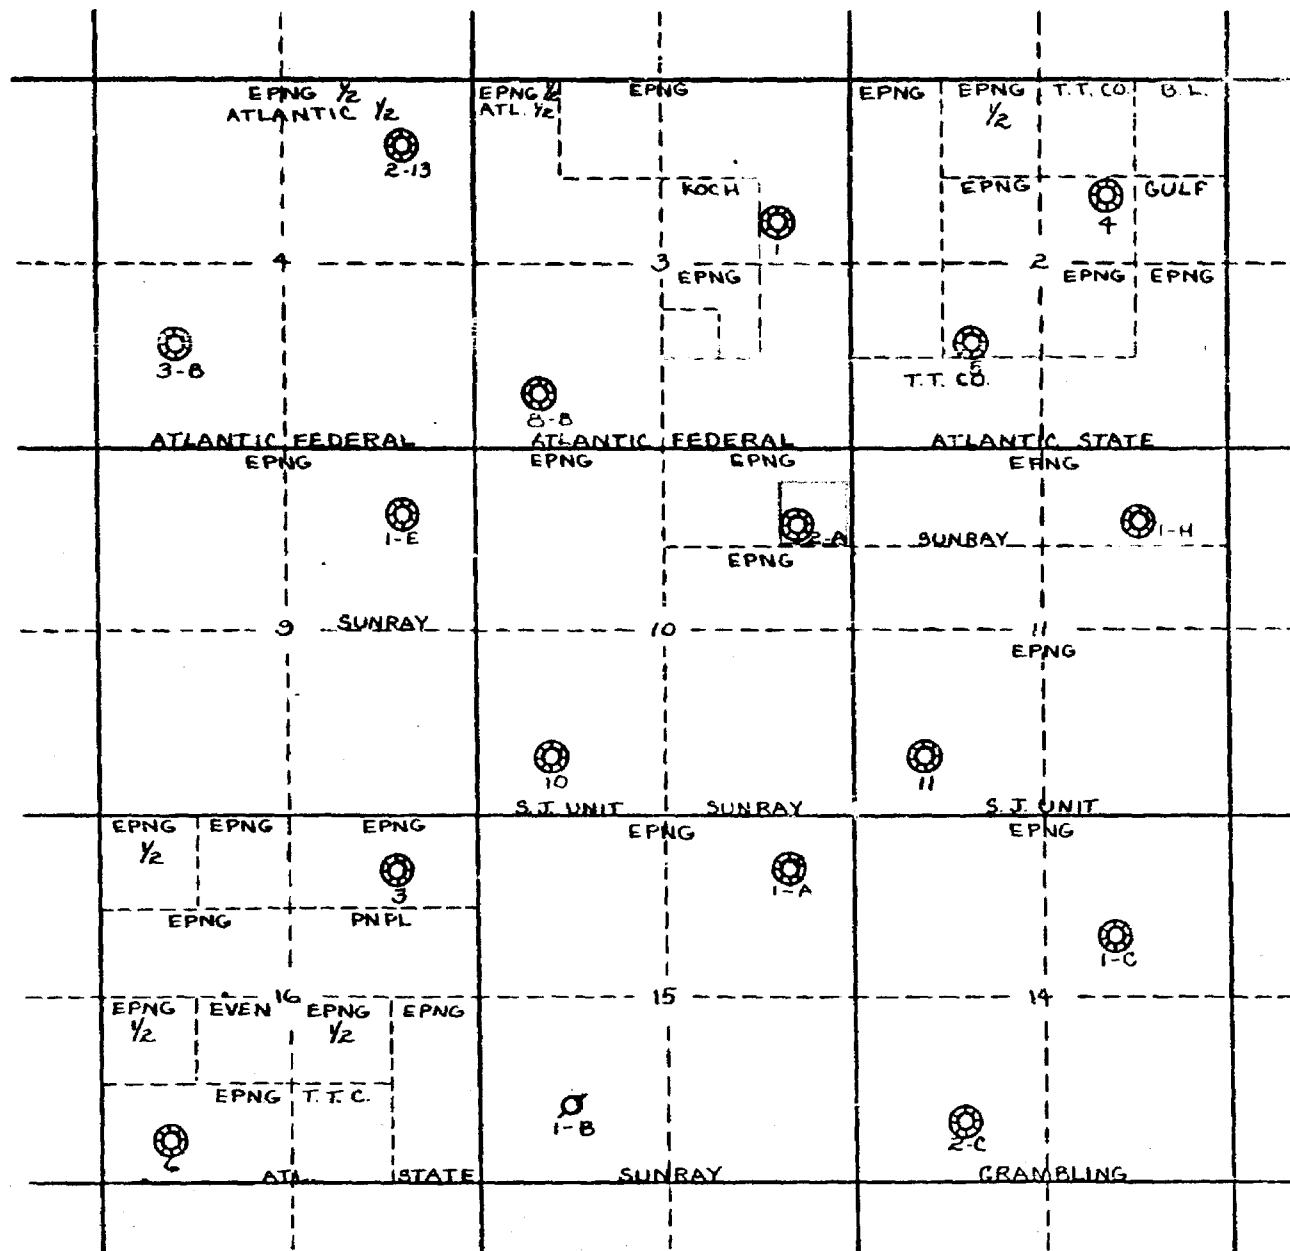 EPNG 1/2
ATLANTIC 1/2
2-13
4
3-B
ATLANTIC FEDERAL
EPNG 1/2
ATL. 1/2
EPNG
KOCH
1
3
EPNG
8-B
ATLANTIC FEDERAL
EPNG
EPNG
1/2
T.T. CO.
B.L.
EPNG
GULF
4
2
EPNG
EPNG
5
T.T. CO.
ATLANTIC STATE
EPNG
1-E
9
SUNRAY
EPNG
EPNG
2-A
EPNG
10
10
S.J. UNIT
SUNRAY
EPNG
SUNRAY
1-H
11
EPNG
11
S.J. UNIT
EPNG
1/2
EPNG
EPNG
3
EPNG
PNPL
16
EPNG
1/2
EVEN
EPNG
1/2
EPNG
EPNG
T.T.C.
6
ATL.
STATE
EPNG
1-A
15
1-B
SUNRAY
EPNG
1-C
14
2-C
GRAMBLING